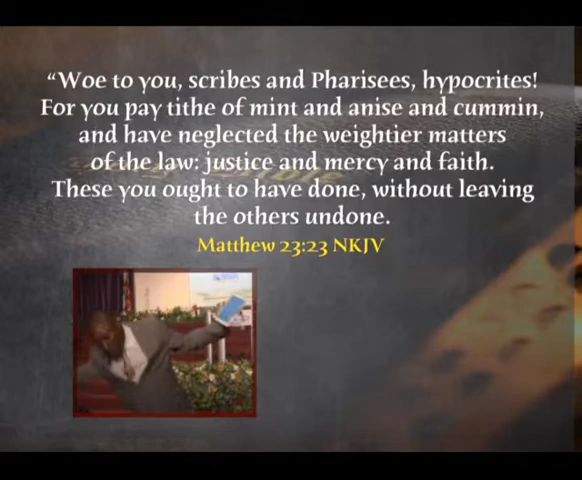 “Woe to you, scribes and Pharisees, hypocrites!
For you pay tithe of mint and anise and cummin,
and have neglected the weightier matters
of the law: justice and mercy and faith.
These you ought to have done, without leaving
the others undone.
Matthew 23:23 NKJV